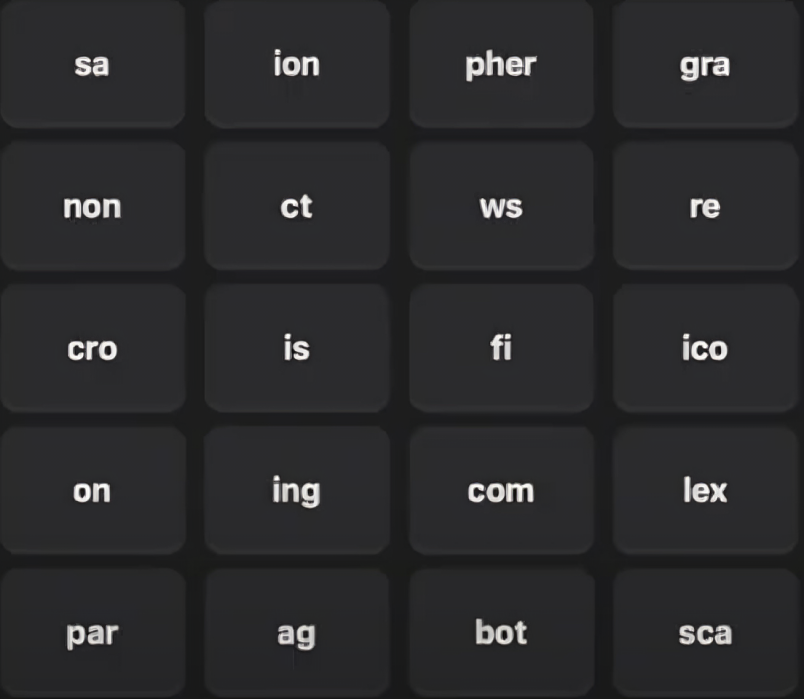 sa ion pher gra
non ct ws re
cro is fi ico
on ing com lex
par ag bot sca